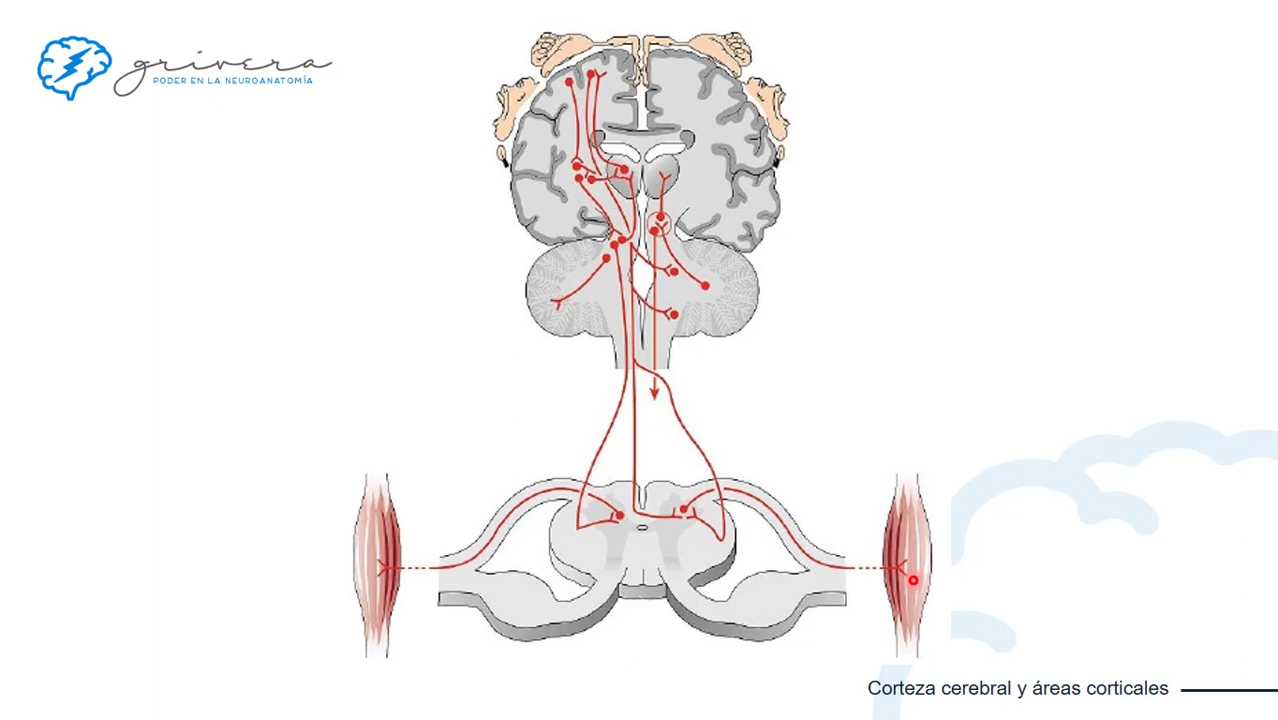 grivera
PODER EN LA NEUROANATOMÍA
Corteza cerebral y áreas corticales